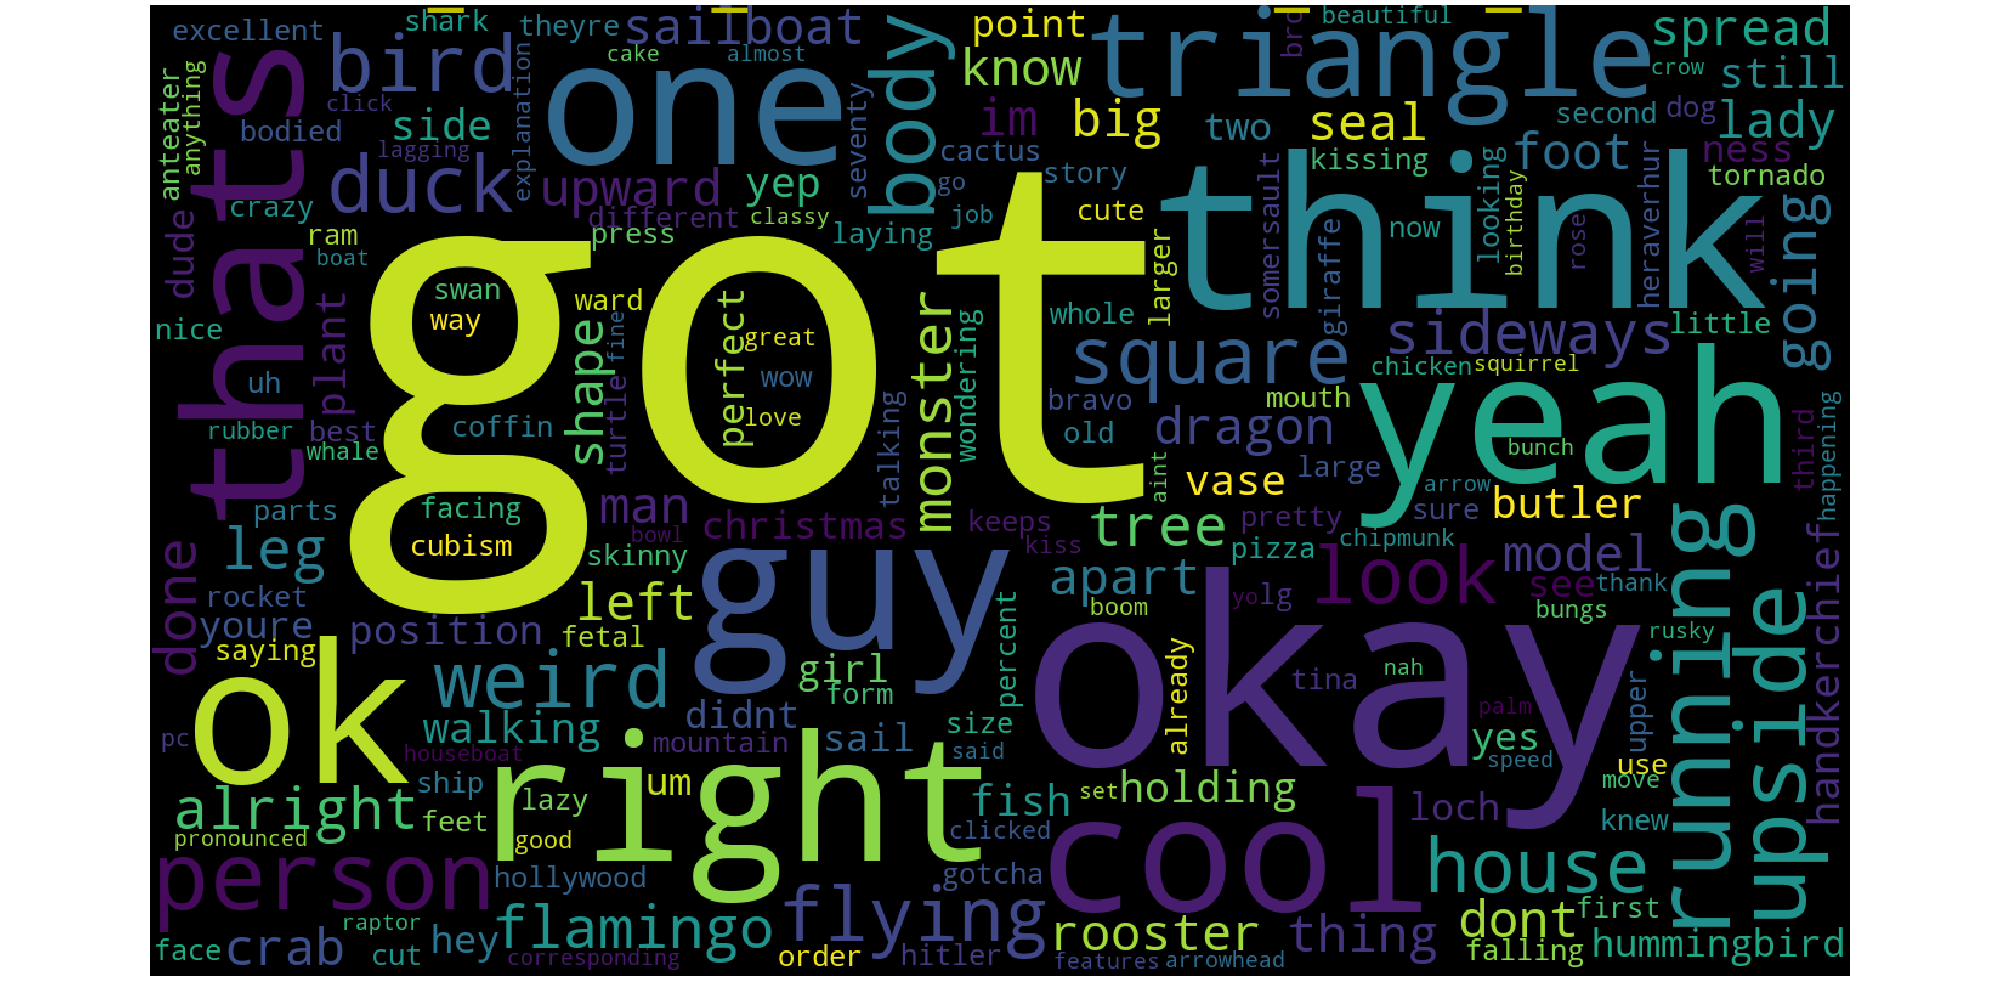 excellent
shark
theyre
sailboat
point
beautiful
spread
bird
cake
almost
know
triangle
bro
crow
still
anteater
anything
click
explanation
one
body
big
second
dog
lady
bodied
side
im
two
seal
thats
lagging
seventy
cactus
kissing
looking
foot
ness
duck
upward
yep
go
story
think
heraverhur
tornado
crazy
different
classy
job
cute
somersault
now
birthday
rose
will
going
dude
ram
press
laying
larger
giraffe
boat
got
swan
ward
whole
nice
way
shape
perfect
great
monster
wondering
square
sideways
little
plant
uh
fine
wow
chicken
squirrel
yeah
turtle
love
talking
bravo
mouth
rubber
best
coffin
old
dragon
bunch
third
happening
whale
large
aint
vase
arrow
butler
parts
facing
man
christmas
keeps
tree
pretty
sure
running
leg
cubism
skinny
bowl
kiss
pizza
chipmunk
model
handkerchief
done
rocket
left
guy
apart
look
see
thank
upside
youre
position
fetal
percent
boom
yo
lg
bungs
saying
girl
okay
already
tina
nah
rusky
ok
weird
form
upper
walking
didnt
size
palm
pc
houseboat
mountain
sail
said
yes
speed
use
ship
right
um
fish
set
holding
loch
move
alright
feet
lazy
clicked
cool
knew
pronounced
good
person
hollywood
gotcha
house
raptor
flamingo
flying
rooster
thing
dont
first
face
crab
cut
hey
corresponding
order
hitler
features
arrowhead
falling
hummingbird